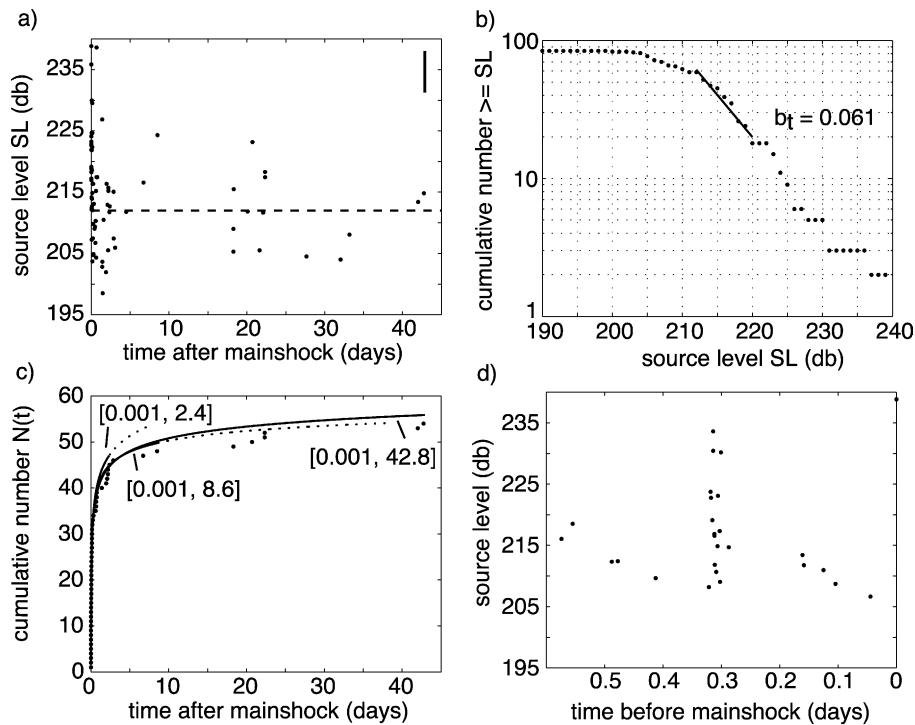 a)
source level SL (db)
235
225
215
205
195
0 10 20 30 40
time after mainshock (days)
b)
cumulative number >= SL
100
10
1
b_t = 0.061
190 200 210 220 230 240
source level SL (db)
c)
cumulative number N(t)
60
50
40
30
20
10
0
[0.001, 2.4]
[0.001, 42.8]
[0.001, 8.6]
0 10 20 30 40
time after mainshock (days)
d)
source level (db)
235
225
215
205
195
0.5 0.4 0.3 0.2 0.1 0
time before mainshock (days)